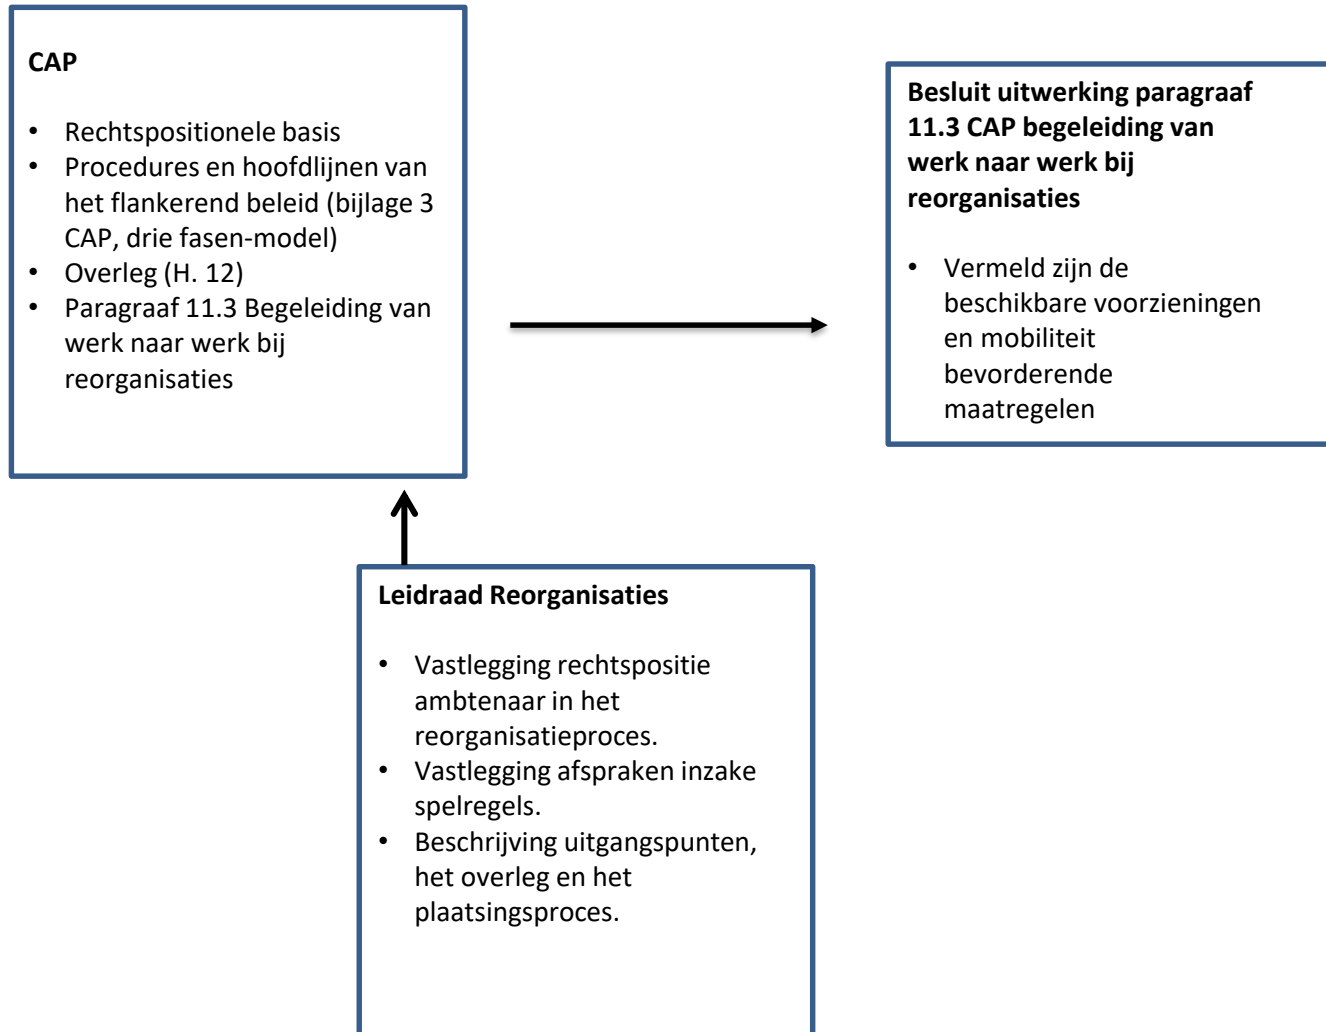 CAP
• Rechtspositionele basis
• Procedures en hoofdlijnen van
het flankerend beleid (bijlage 3
CAP, drie fasen-model)
• Overleg (H. 12)
• Paragraaf 11.3 Begeleiding van
werk naar werk bij
reorganisaties
Besluit uitwerking paragraaf
11.3 CAP begeleiding van
werk naar werk bij
reorganisaties
• Vermeld zijn de
beschikbare voorzieningen
en mobiliteit
bevorderende
maatregelen
Leidraad Reorganisaties
• Vastlegging rechtspositie
ambtenaar in het
reorganisatieproces.
• Vastlegging afspraken inzake
spelregels.
• Beschrijving uitgangspunten,
het overleg en het
plaatsingsproces.